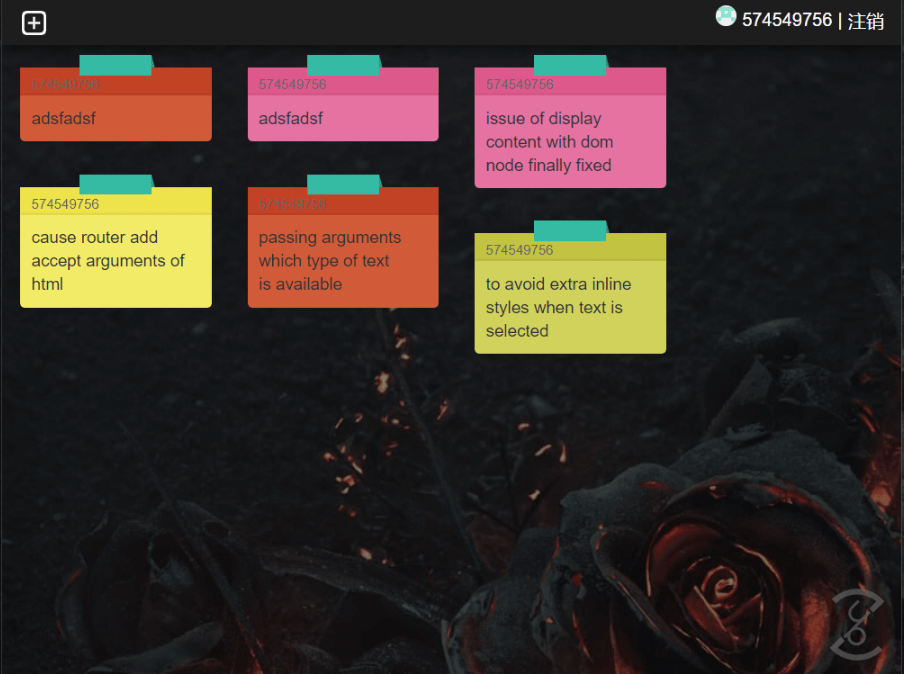 574549756 | 注销
574549756
adsfadsf
574549756
adsfadsf
574549756
issue of display
content with dom
node finally fixed
574549756
cause router add
accept arguments of
html
574549756
passing arguments
which type of text
is available
574549756
to avoid extra inline
styles when text is
selected